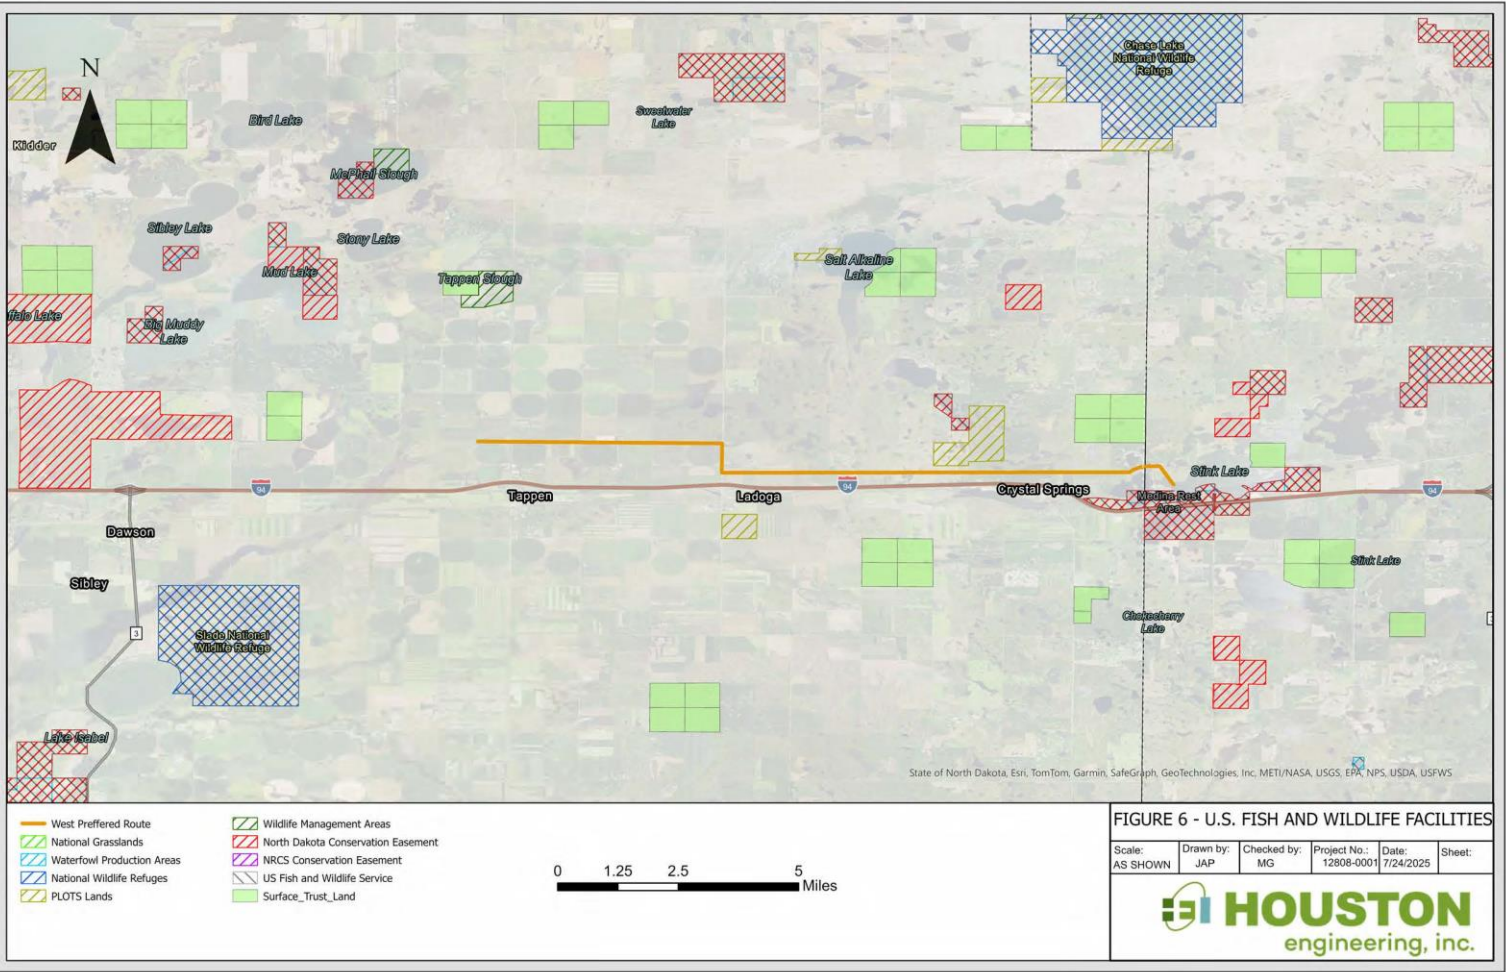 Chase Lake
National Wildlife
Refuge
N
Bird Lake
Sweetwater
Lake
Kidder
McPhail Slough
Sibley Lake
Stony Lake
Mud Lake
Tappen Slough
Salt Alkaline
Lake
ffalo Lake
Big Muddy
Lake
Stink Lake
94
94
94
Tappen
Ladoga
Crystal Springs
Medina Rest
Area
Dawson
Stink Lake
Sibley
3
Chokecherry
Lake
Slade National
Wildlife Refuge
Lake Isabel
State of North Dakota, Esri, TomTom, Garmin, SafeGraph, GeoTechnologies, Inc, METI/NASA, USGS, EPA, NPS, USDA, USFWS
West Preffered Route
National Grasslands
Waterfowl Production Areas
National Wildlife Refuges
PLOTS Lands
Wildlife Management Areas
North Dakota Conservation Easement
NRCS Conservation Easement
US Fish and Wildlife Service
Surface_Trust_Land
0 1.25 2.5 5
Miles
FIGURE 6 - U.S. FISH AND WILDLIFE FACILITIES
Scale: AS SHOWN
Drawn by: JAP
Checked by: MG
Project No.: 12808-0001
Date: 7/24/2025
Sheet:
HOUSTON
engineering, inc.